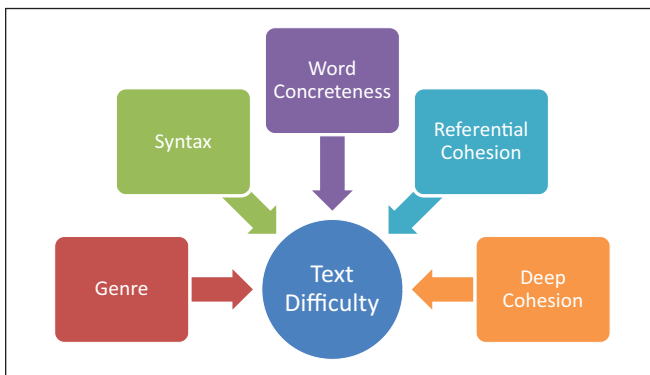 Word
Concreteness
Syntax
Referential
Cohesion
Genre
Text
Difficulty
Deep
Cohesion